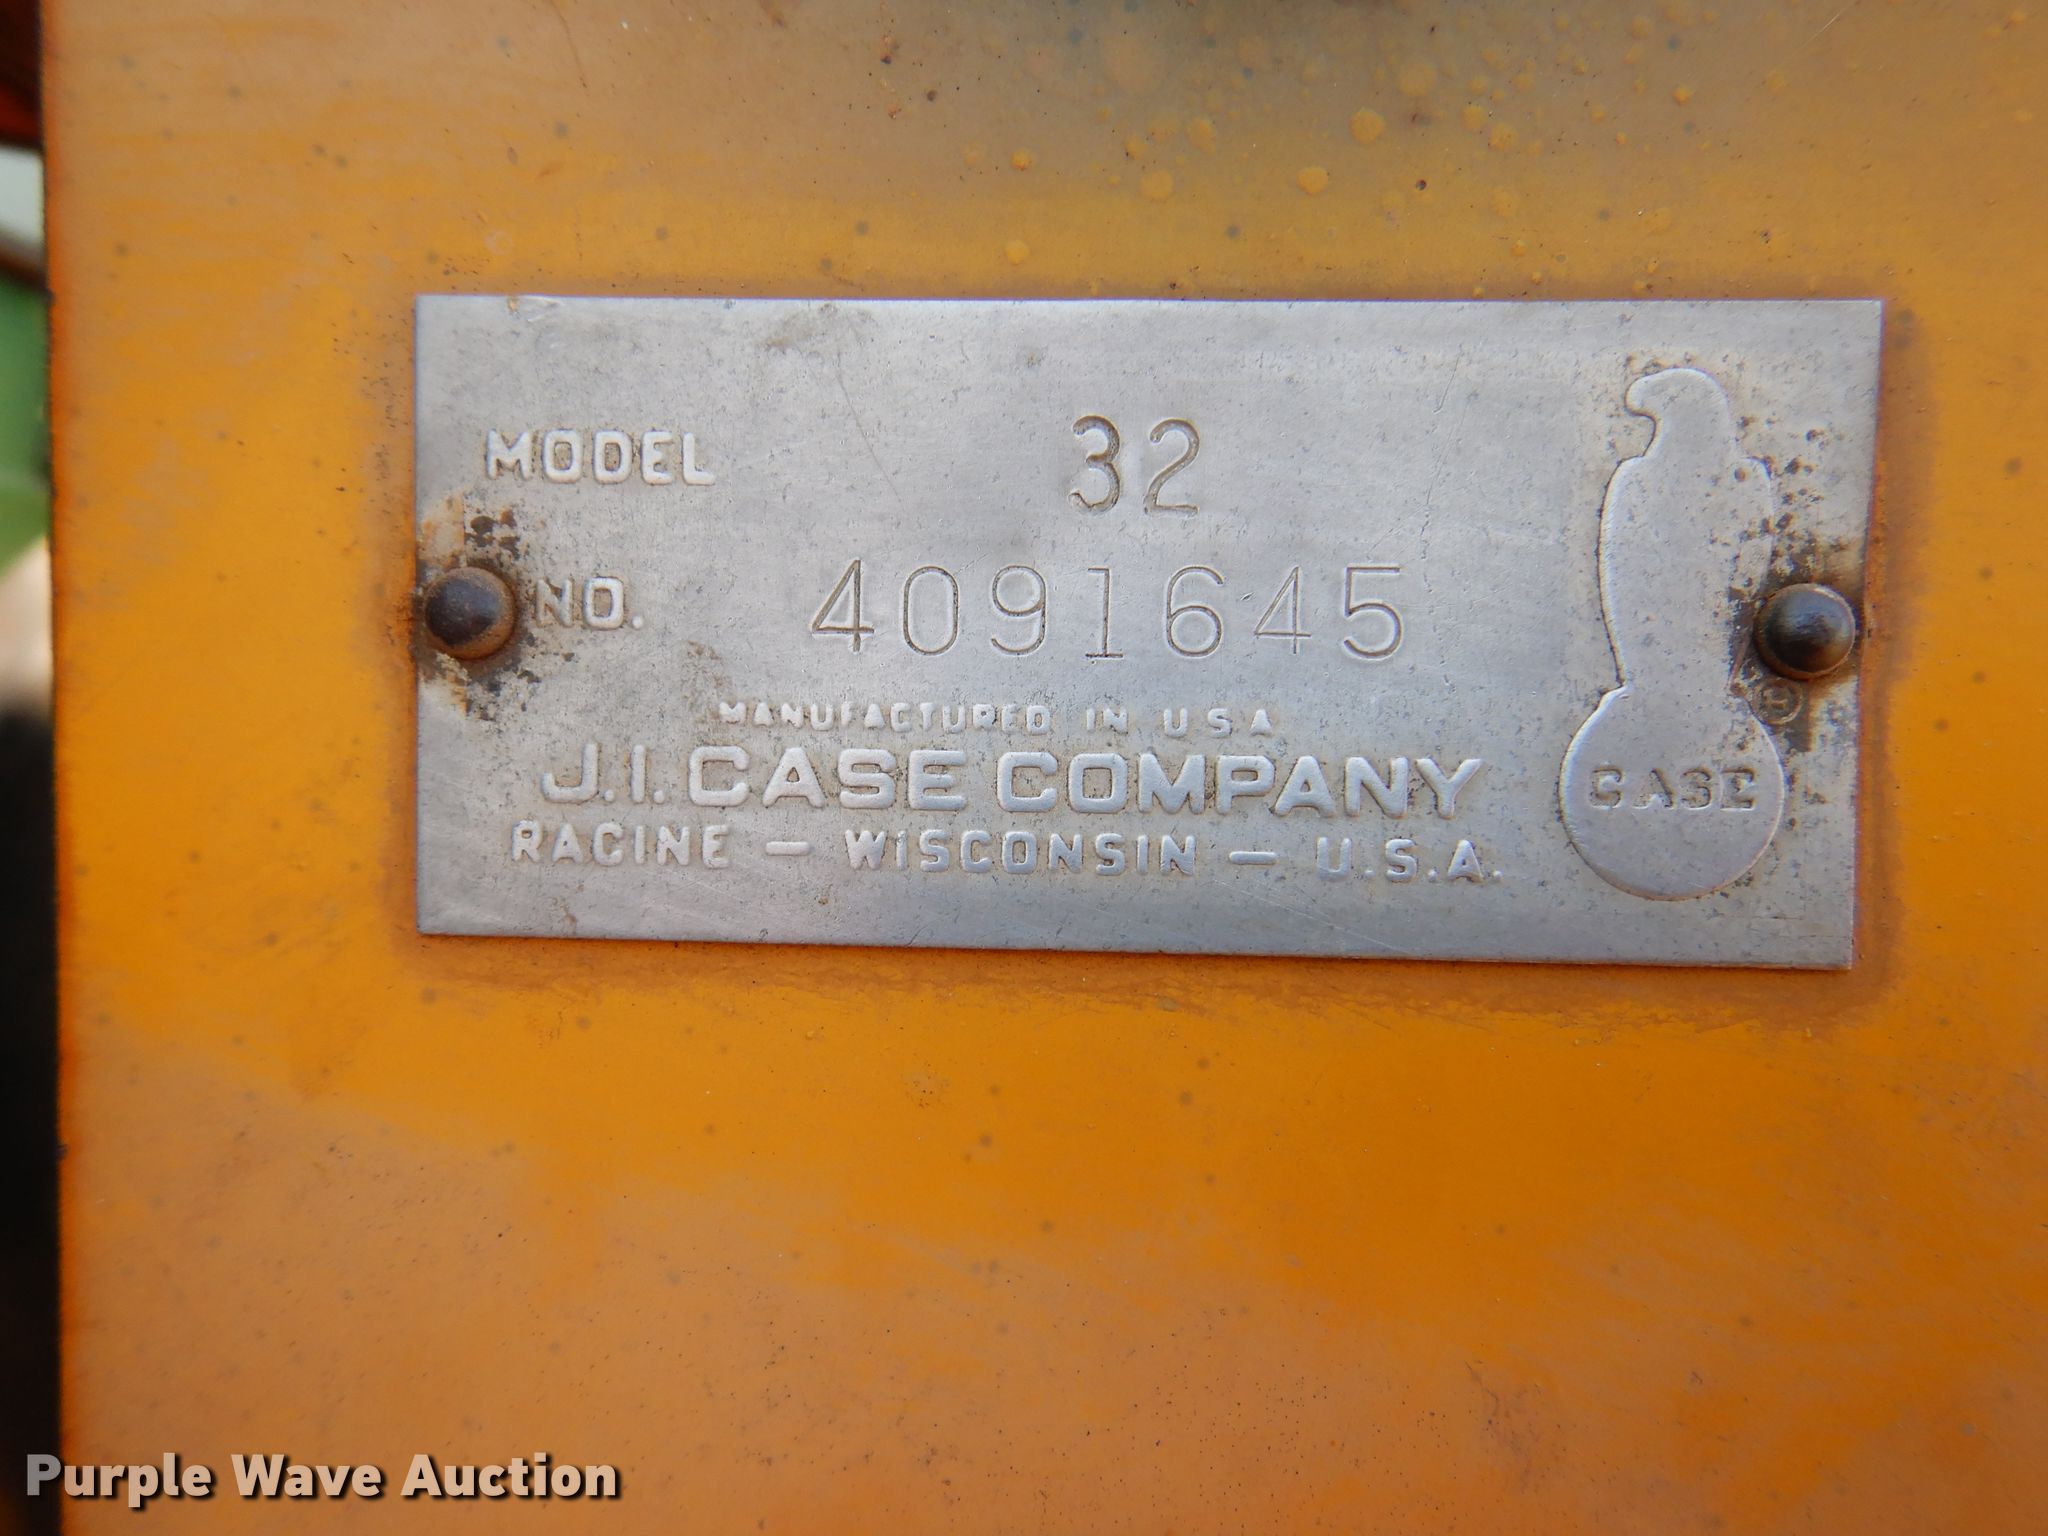 MODEL 32
NO. 4091645
MANUFACTURED IN U S A
J.I. CASE COMPANY
RACINE — WISCONSIN — U.S.A.
®
CASE
Purple Wave Auction